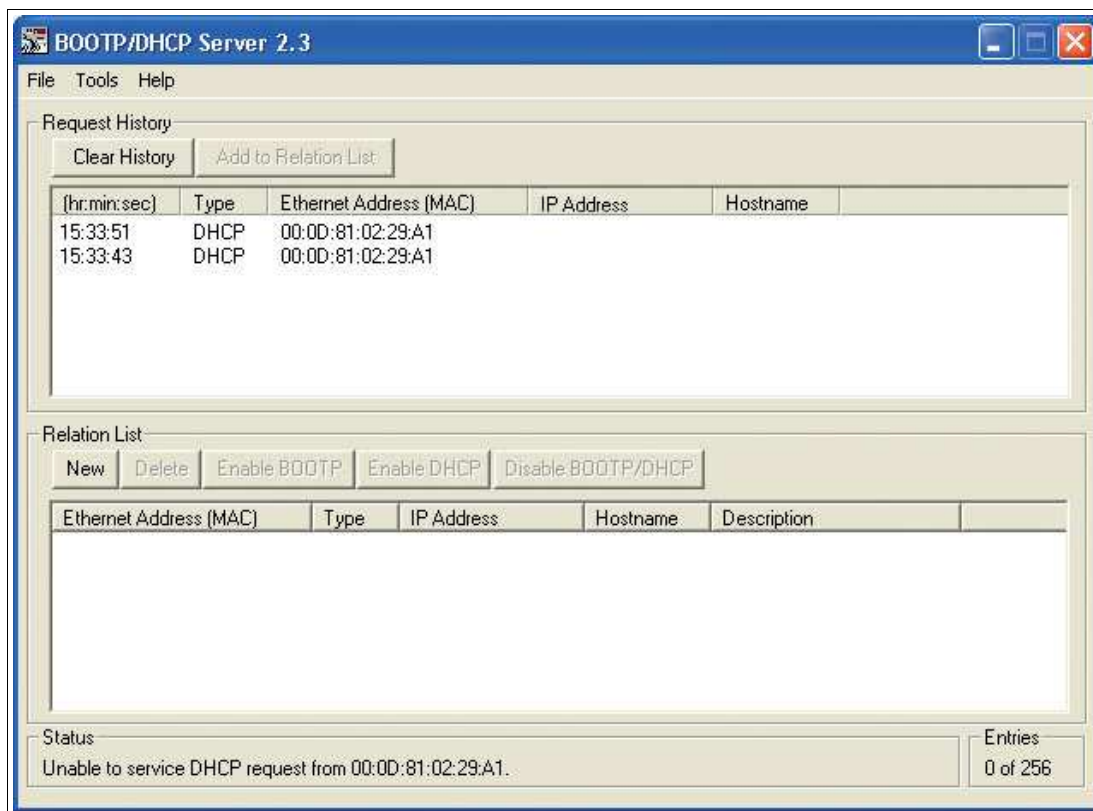 BOOTP/DHCP Server 2.3
File Tools Help
Request History
Clear History Add to Relation List
(hr:min:sec) Type Ethernet Address (MAC) IP Address Hostname
15:33:51 DHCP 00:0D:81:02:29:A1
15:33:43 DHCP 00:0D:81:02:29:A1
Relation List
New Delete Enable BOOTP Enable DHCP Disable BOOTP/DHCP
Ethernet Address (MAC) Type IP Address Hostname Description
Status
Unable to service DHCP request from 00:0D:81:02:29:A1.
Entries
0 of 256